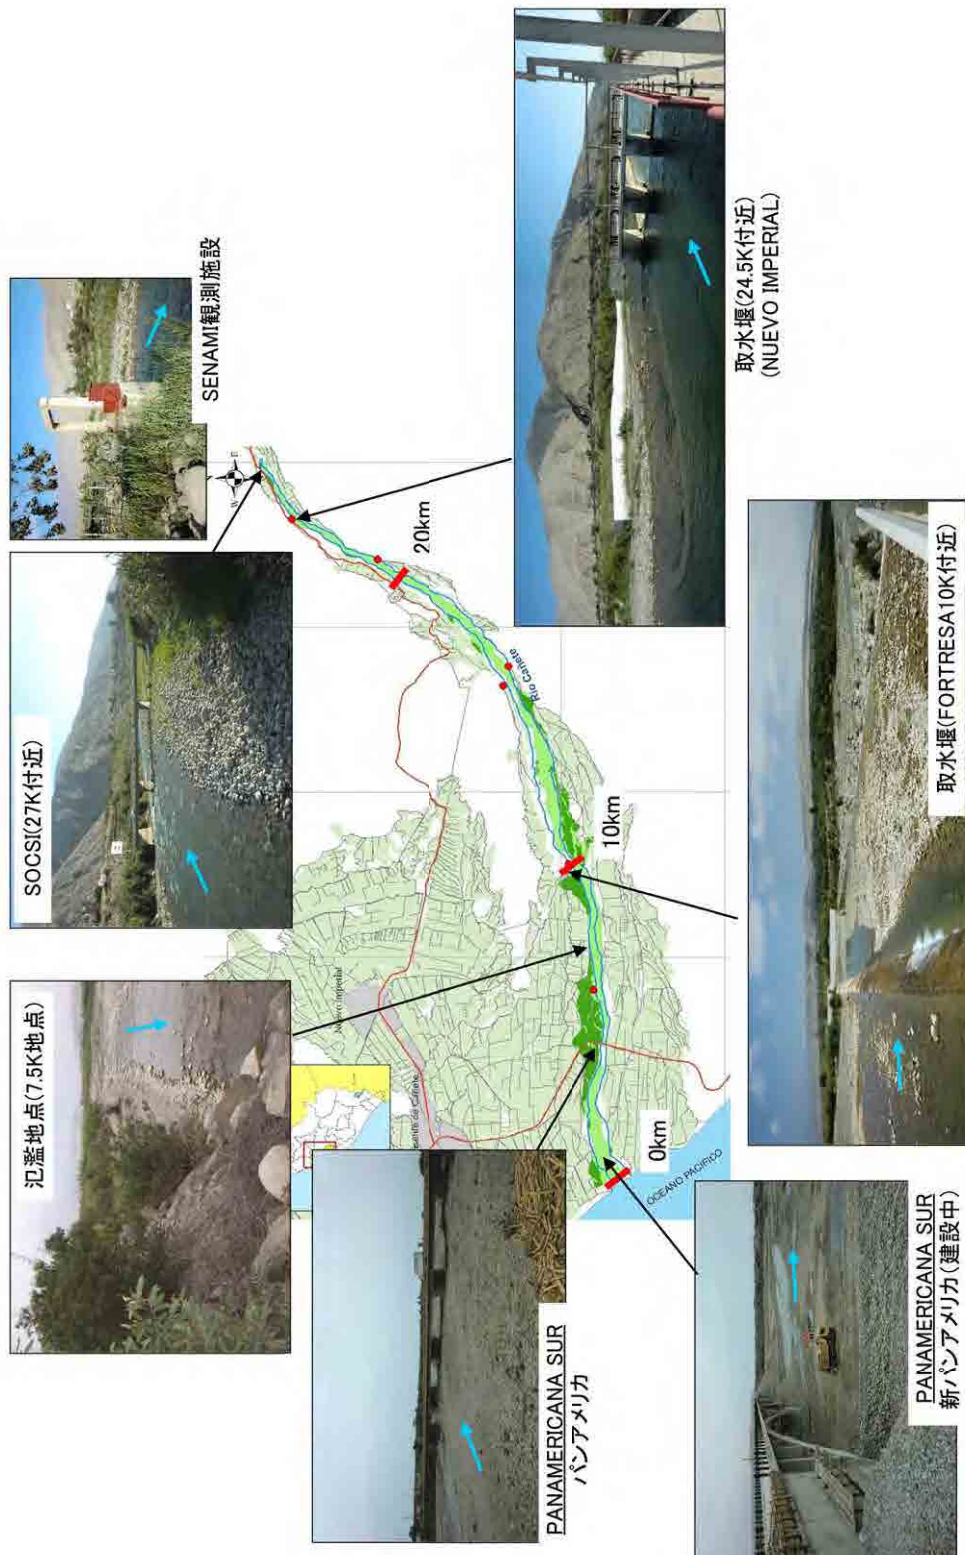 氾濫地点(7.5K地点)
SOCSI(27K付近)
SENAMI観測施設
PANAMERICANA SUR
パンアメリカ
20km
10km
0km
Rio Cañete
OCEANO PACIFICO
取水堰(24.5K付近)
(NUEVO IMPERIAL)
PANAMERICANA SUR
新パンアメリカ(建設中)
取水堰(FORTRESA10K付近)